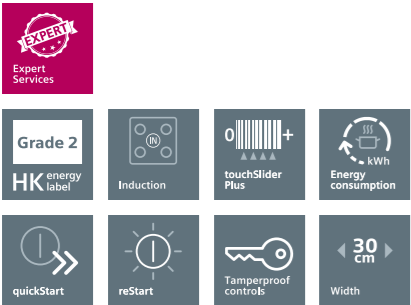 EXPERT
Expert
Services
Grade 2
HK energy
label
IN
Induction
0 +
touchSlider
Plus
kWh
Energy
consumption
quickStart
reStart
Tamperproof
controls
30
cm
Width